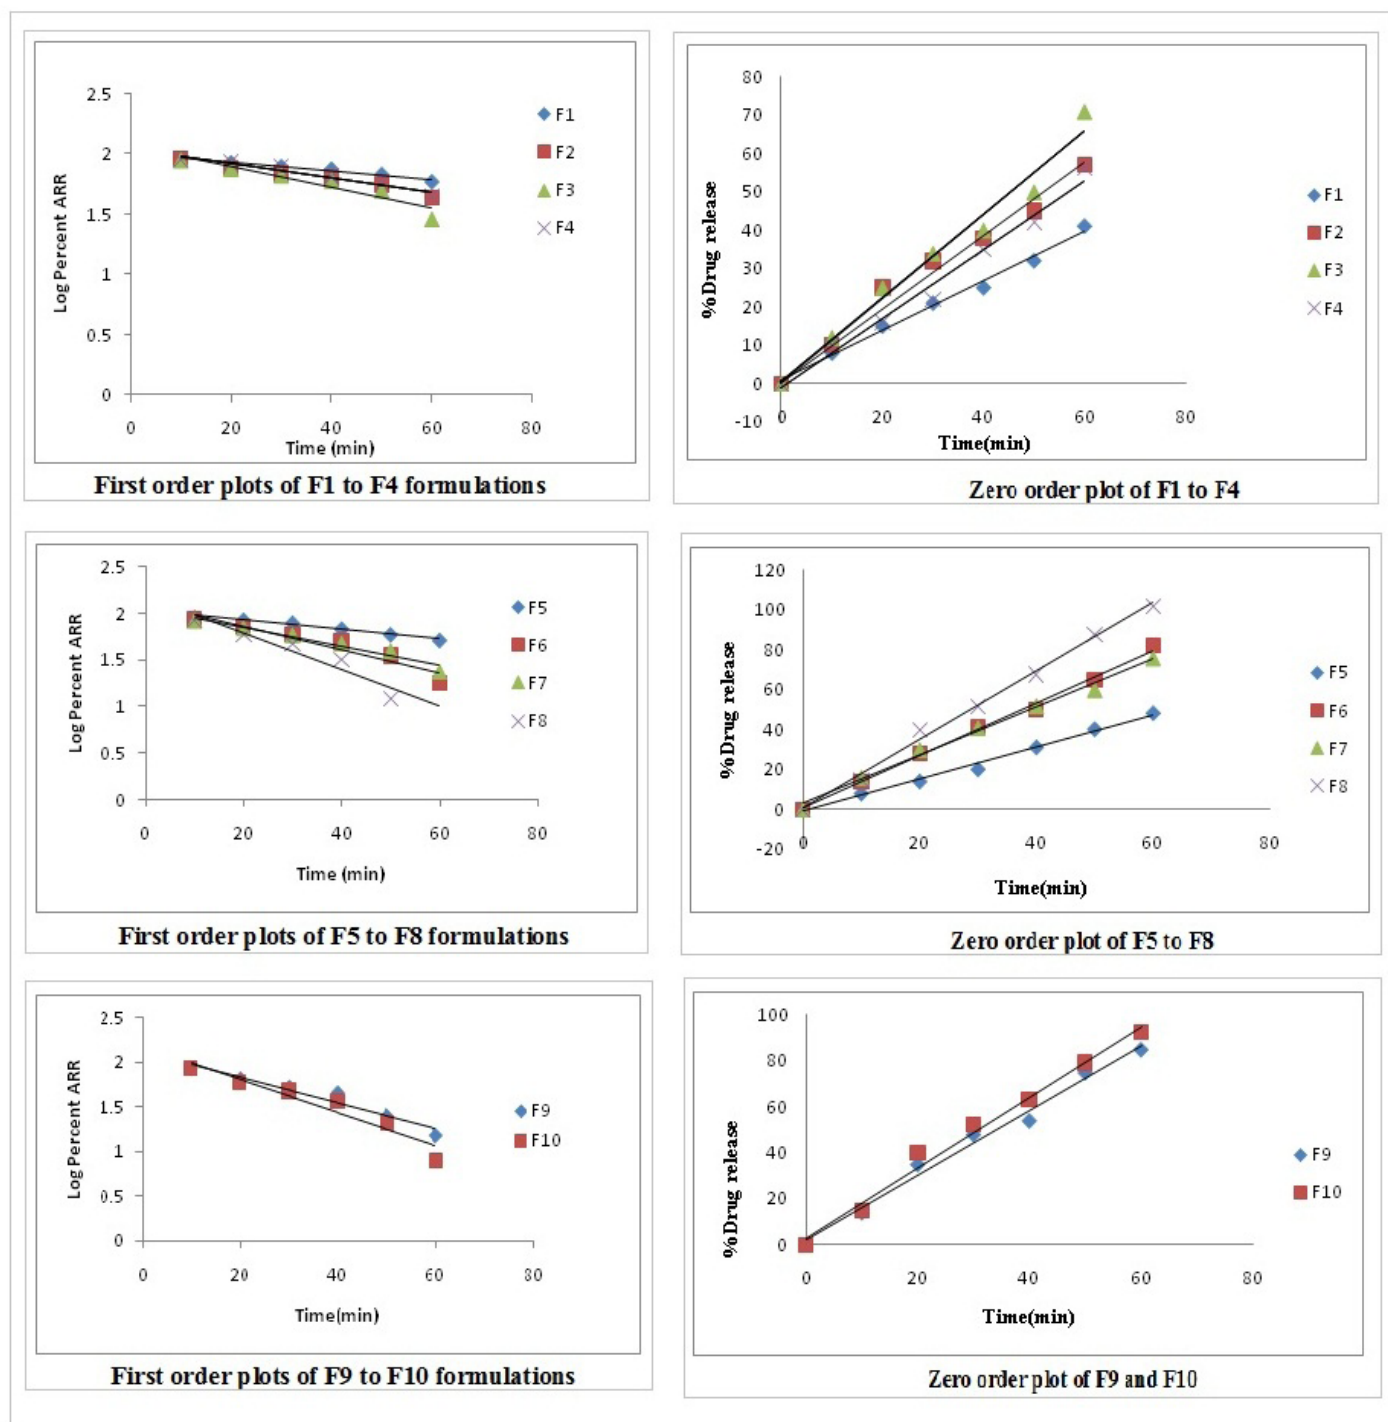 2.5
2
1.5
1
0.5
0
0 20 40 60 80
Log Percent ARR
Time (min)
F1
F2
F3
F4
First order plots of F1 to F4 formulations
80
70
60
50
40
30
20
10
0
-10
0 20 40 60 80
%Drug release
Time(min)
F1
F2
F3
F4
Zero order plot of F1 to F4
2.5
2
1.5
1
0.5
0
0 20 40 60 80
Log Percent ARR
Time (min)
F5
F6
F7
F8
First order plots of F5 to F8 formulations
120
100
80
60
40
20
0
-20
0 20 40 60 80
%Drug release
Time(min)
F5
F6
F7
F8
Zero order plot of F5 to F8
2.5
2
1.5
1
0.5
0
0 20 40 60 80
Log Percent ARR
Time(min)
F9
F10
First order plots of F9 to F10 formulations
100
80
60
40
20
0
0 20 40 60 80
%Drug release
Time(min)
F9
F10
Zero order plot of F9 and F10